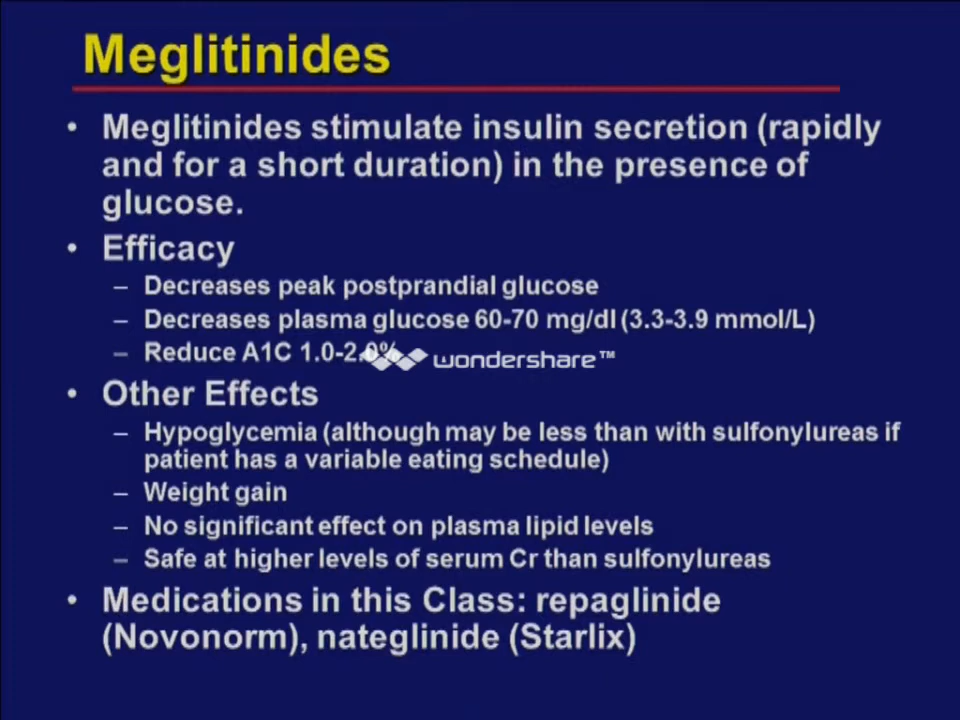 Meglitinides
• Meglitinides stimulate insulin secretion (rapidly
and for a short duration) in the presence of
glucose.
• Efficacy
– Decreases peak postprandial glucose
– Decreases plasma glucose 60-70 mg/dl (3.3-3.9 mmol/L)
– Reduce A1C 1.0-2.0%
wondershare™
• Other Effects
– Hypoglycemia (although may be less than with sulfonylureas if
patient has a variable eating schedule)
– Weight gain
– No significant effect on plasma lipid levels
– Safe at higher levels of serum Cr than sulfonylureas
• Medications in this Class: repaglinide
(Novonorm), nateglinide (Starlix)